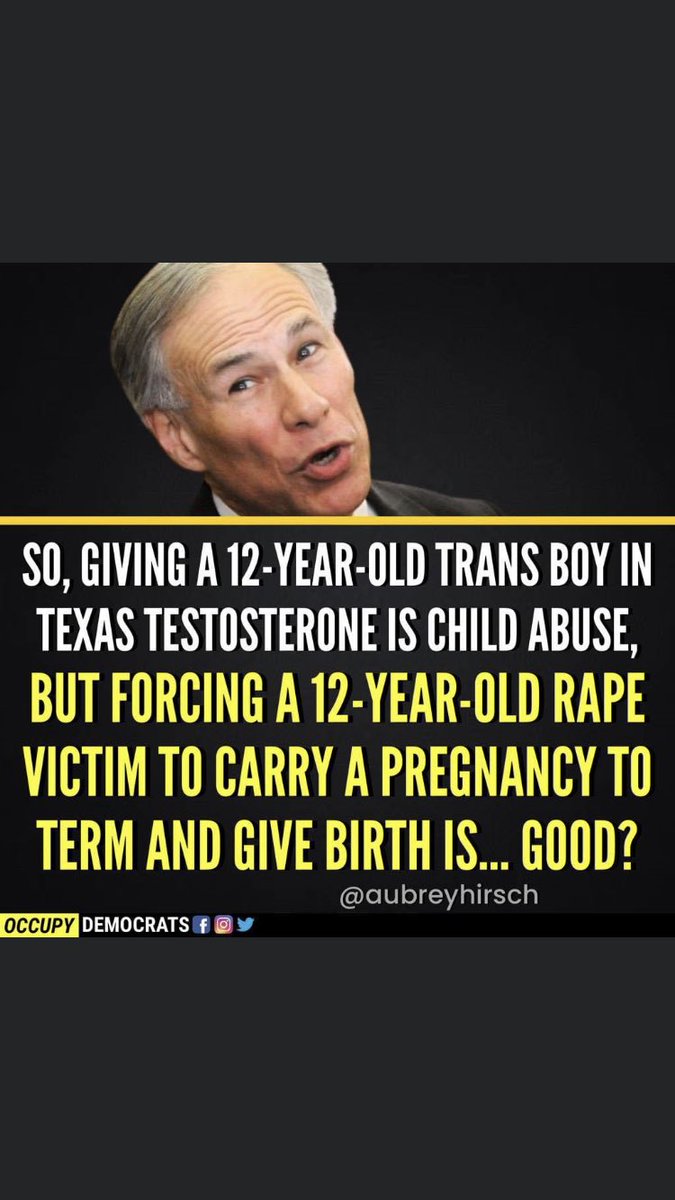 SO, GIVING A 12-YEAR-OLD TRANS BOY IN
TEXAS TESTOSTERONE IS CHILD ABUSE,
BUT FORCING A 12-YEAR-OLD RAPE
VICTIM TO CARRY A PREGNANCY TO
TERM AND GIVE BIRTH IS... GOOD?
@aubreyhirsch
OCCUPY DEMOCRATS